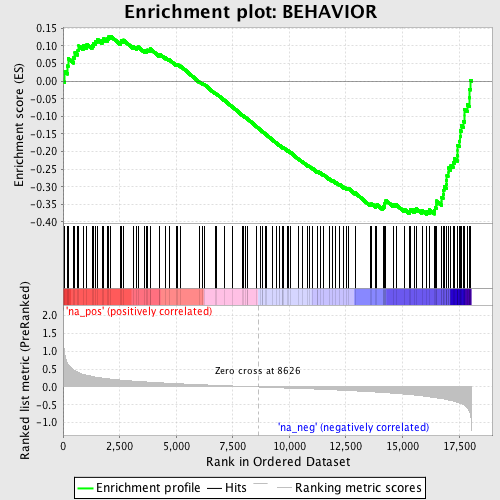 Enrichment plot: BEHAVIOR
Enrichment score (ES)
0.15
0.10
0.05
0.00
-0.05
-0.10
-0.15
-0.20
-0.25
-0.30
-0.35
-0.40
Ranked list metric (PreRanked)
'na_pos' (positively correlated)
2.0
1.5
1.0
0.5
0.0
-0.5
-1.0
Zero cross at 8626
'na_neg' (negatively correlated)
0
2,500
5,000
7,500
10,000
12,500
15,000
17,500
Rank in Ordered Dataset
Enrichment profile
Hits
Ranking metric scores